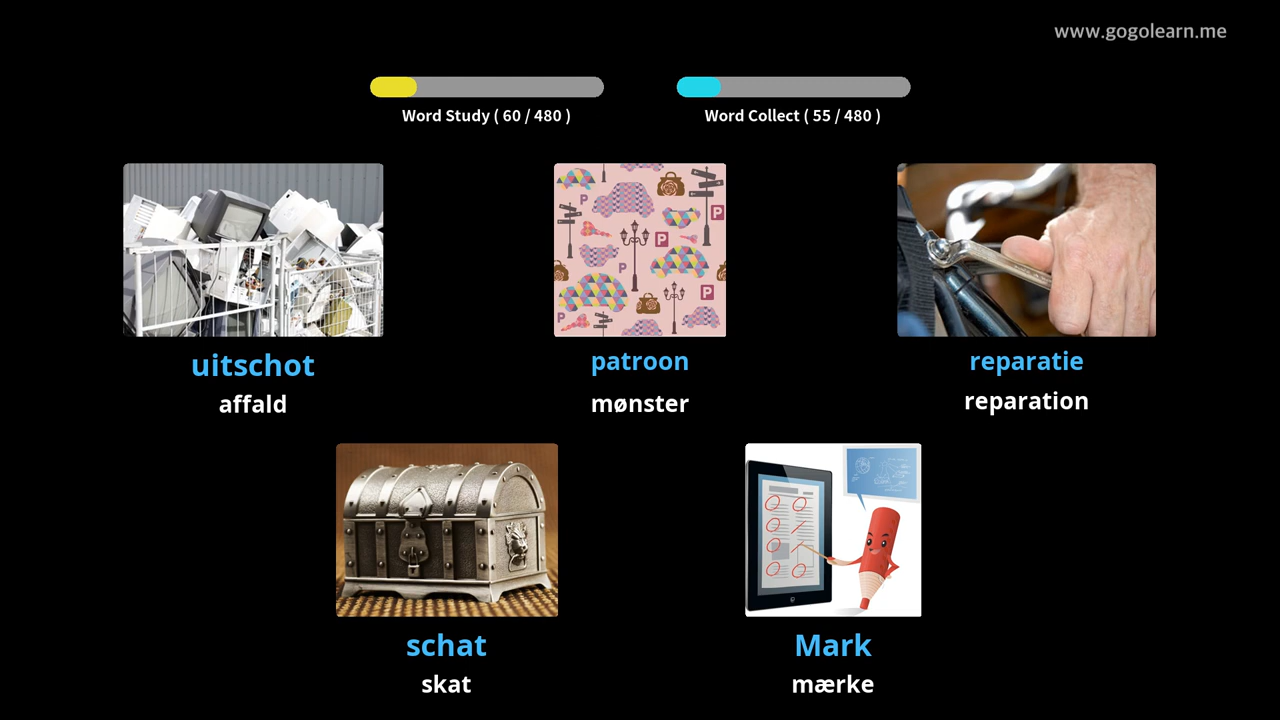 www.gogolearn.me
Word Study ( 60 / 480 )
Word Collect ( 55 / 480 )
P
P
P
P
P
P
uitschot
affald
patroon
mønster
reparatie
reparation
schat
skat
Mark
mærke